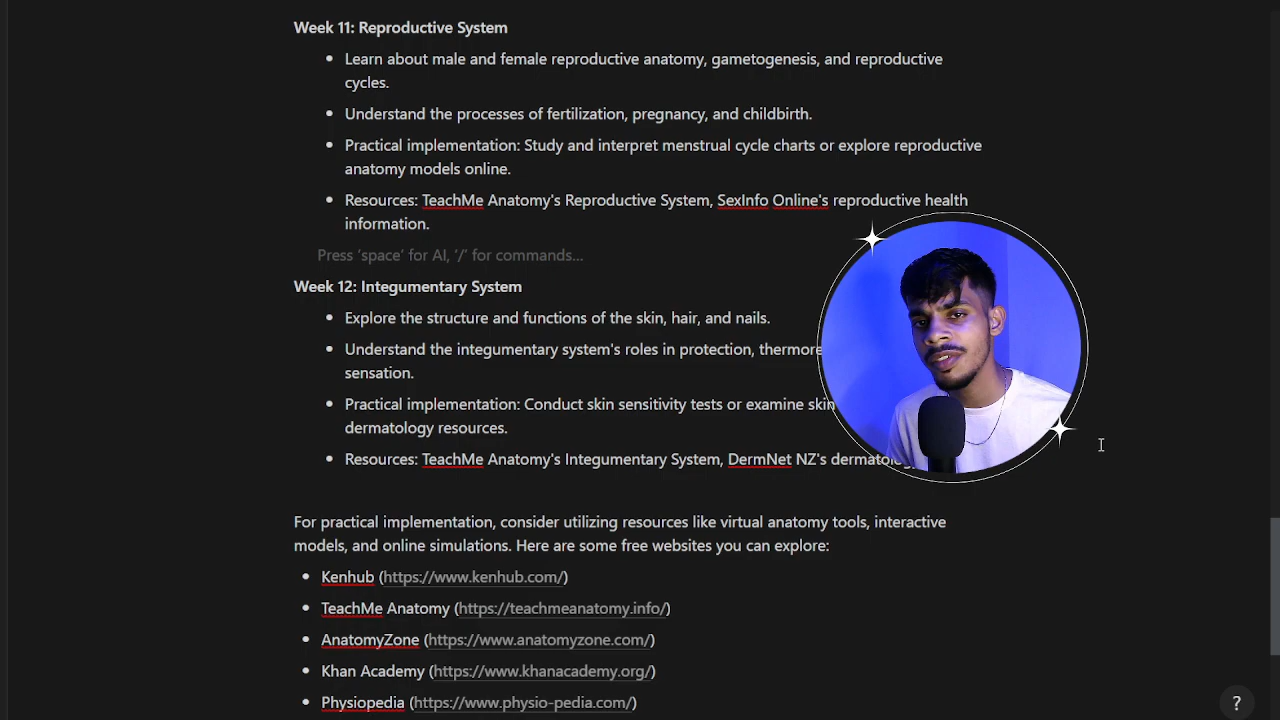 Week 11: Reproductive System
• Learn about male and female reproductive anatomy, gametogenesis, and reproductive
cycles.
• Understand the processes of fertilization, pregnancy, and childbirth.
• Practical implementation: Study and interpret menstrual cycle charts or explore reproductive
anatomy models online.
• Resources: TeachMe Anatomy's Reproductive System, SexInfo Online's reproductive health
information.
Press 'space' for AI, '/' for commands...
Week 12: Integumentary System
• Explore the structure and functions of the skin, hair, and nails.
• Understand the integumentary system's roles in protection,
sensation.
• Practical implementation: Conduct skin sensitivity tests or examine skin
dermatology resources.
• Resources: TeachMe Anatomy's Integumentary System, DermNet NZ's
For practical implementation, consider utilizing resources like virtual anatomy tools, interactive
models, and online simulations. Here are some free websites you can explore:
• Kenhub (https://www.kenhub.com/)
• TeachMe Anatomy (https://teachmeanatomy.info/)
• AnatomyZone (https://www.anatomyzone.com/)
• Khan Academy (https://www.khanacademy.org/)
• Physiopedia (https://www.physio-pedia.com/)
?